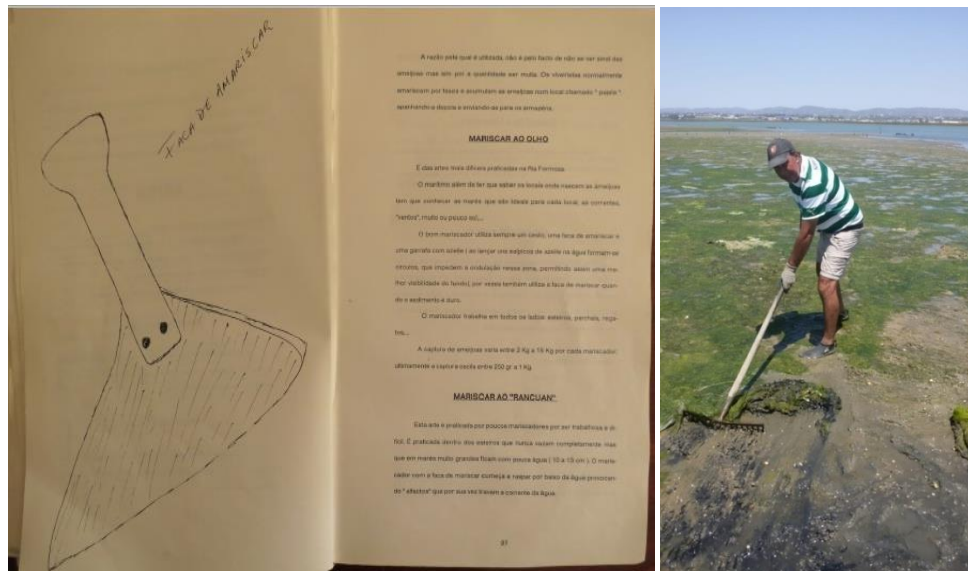 FACA DE AMARISCAR
A razão pela qual é utilizada, não é pelo facto de não se ver sinal das
ameijoas mas sim por a quantidade ser muita. Os viveiristas normalmente
amariscam por fases e acumulam as ameijoas num local chamado " pojeta "
apanhando-a depois e enviando-as para os armazéns.
MARISCAR AO OLHO
É das artes mais difíceis praticadas na Ria Formosa.
O marítimo além de ter que saber os locais onde nascem as ameijoas
tem que conhecer as marés que são ideais para cada local, as correntes,
"ventos", muito ou pouco sol...
O bom mariscador utiliza sempre um cesto, uma faca de amariscar e
uma garrafa com azeite ( ao lançar uns salpicos de azeite na água formam-se
círculos, que impedem a ondulação nessa zona, permitindo assim uma me-
lhor visibilidade do fundo), por vezes também utiliza a faca de mariscar quan-
do o sedimento é duro.
O mariscador trabalha em todos os lados: esteiros, parchais, rega-
tos...
A captura de ameijoas varia entre 2 Kg a 15 Kg por cada mariscador:
ultimamente a captura oscila entre 250 gr. a 1 Kg.
MARISCAR AO "RANCUAN"
Esta arte é praticada por poucos mariscadores por ser trabalhosa e di-
fícil. É praticada dentro dos esteiros que nunca vazam completamente mas
que em marés muito grandes ficam com pouca água ( 10 a 15 cm ). O maris-
cador com a faca de mariscar começa a raspar por baixo da água provocan-
do " alfaques" que por sua vez travam a corrente da água.